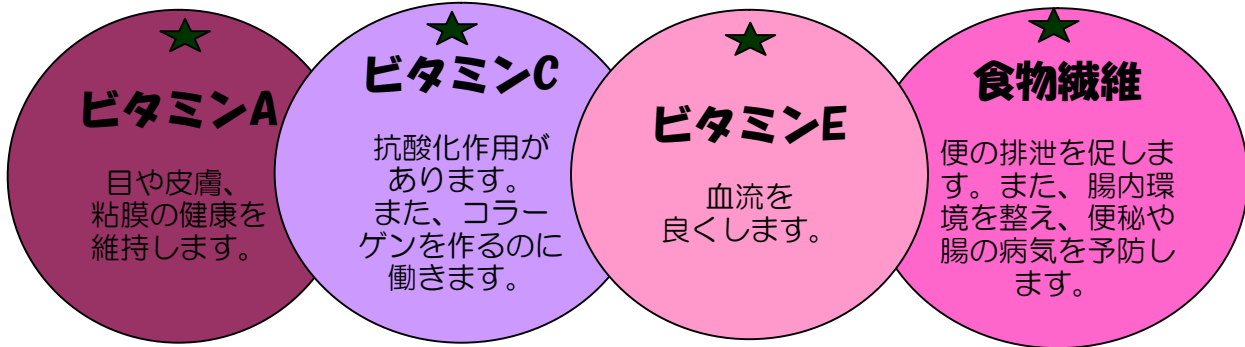 ビタミンA
目や皮膚、
粘膜の健康を
維持します。
ビタミンC
抗酸化作用が
あります。
また、コラー
ゲンを作るのに
働きます。
ビタミンE
血流を
良くします。
食物繊維
便の排泄を促しま
す。また、腸内環
境を整え、便秘や
腸の病気を予防し
ます。